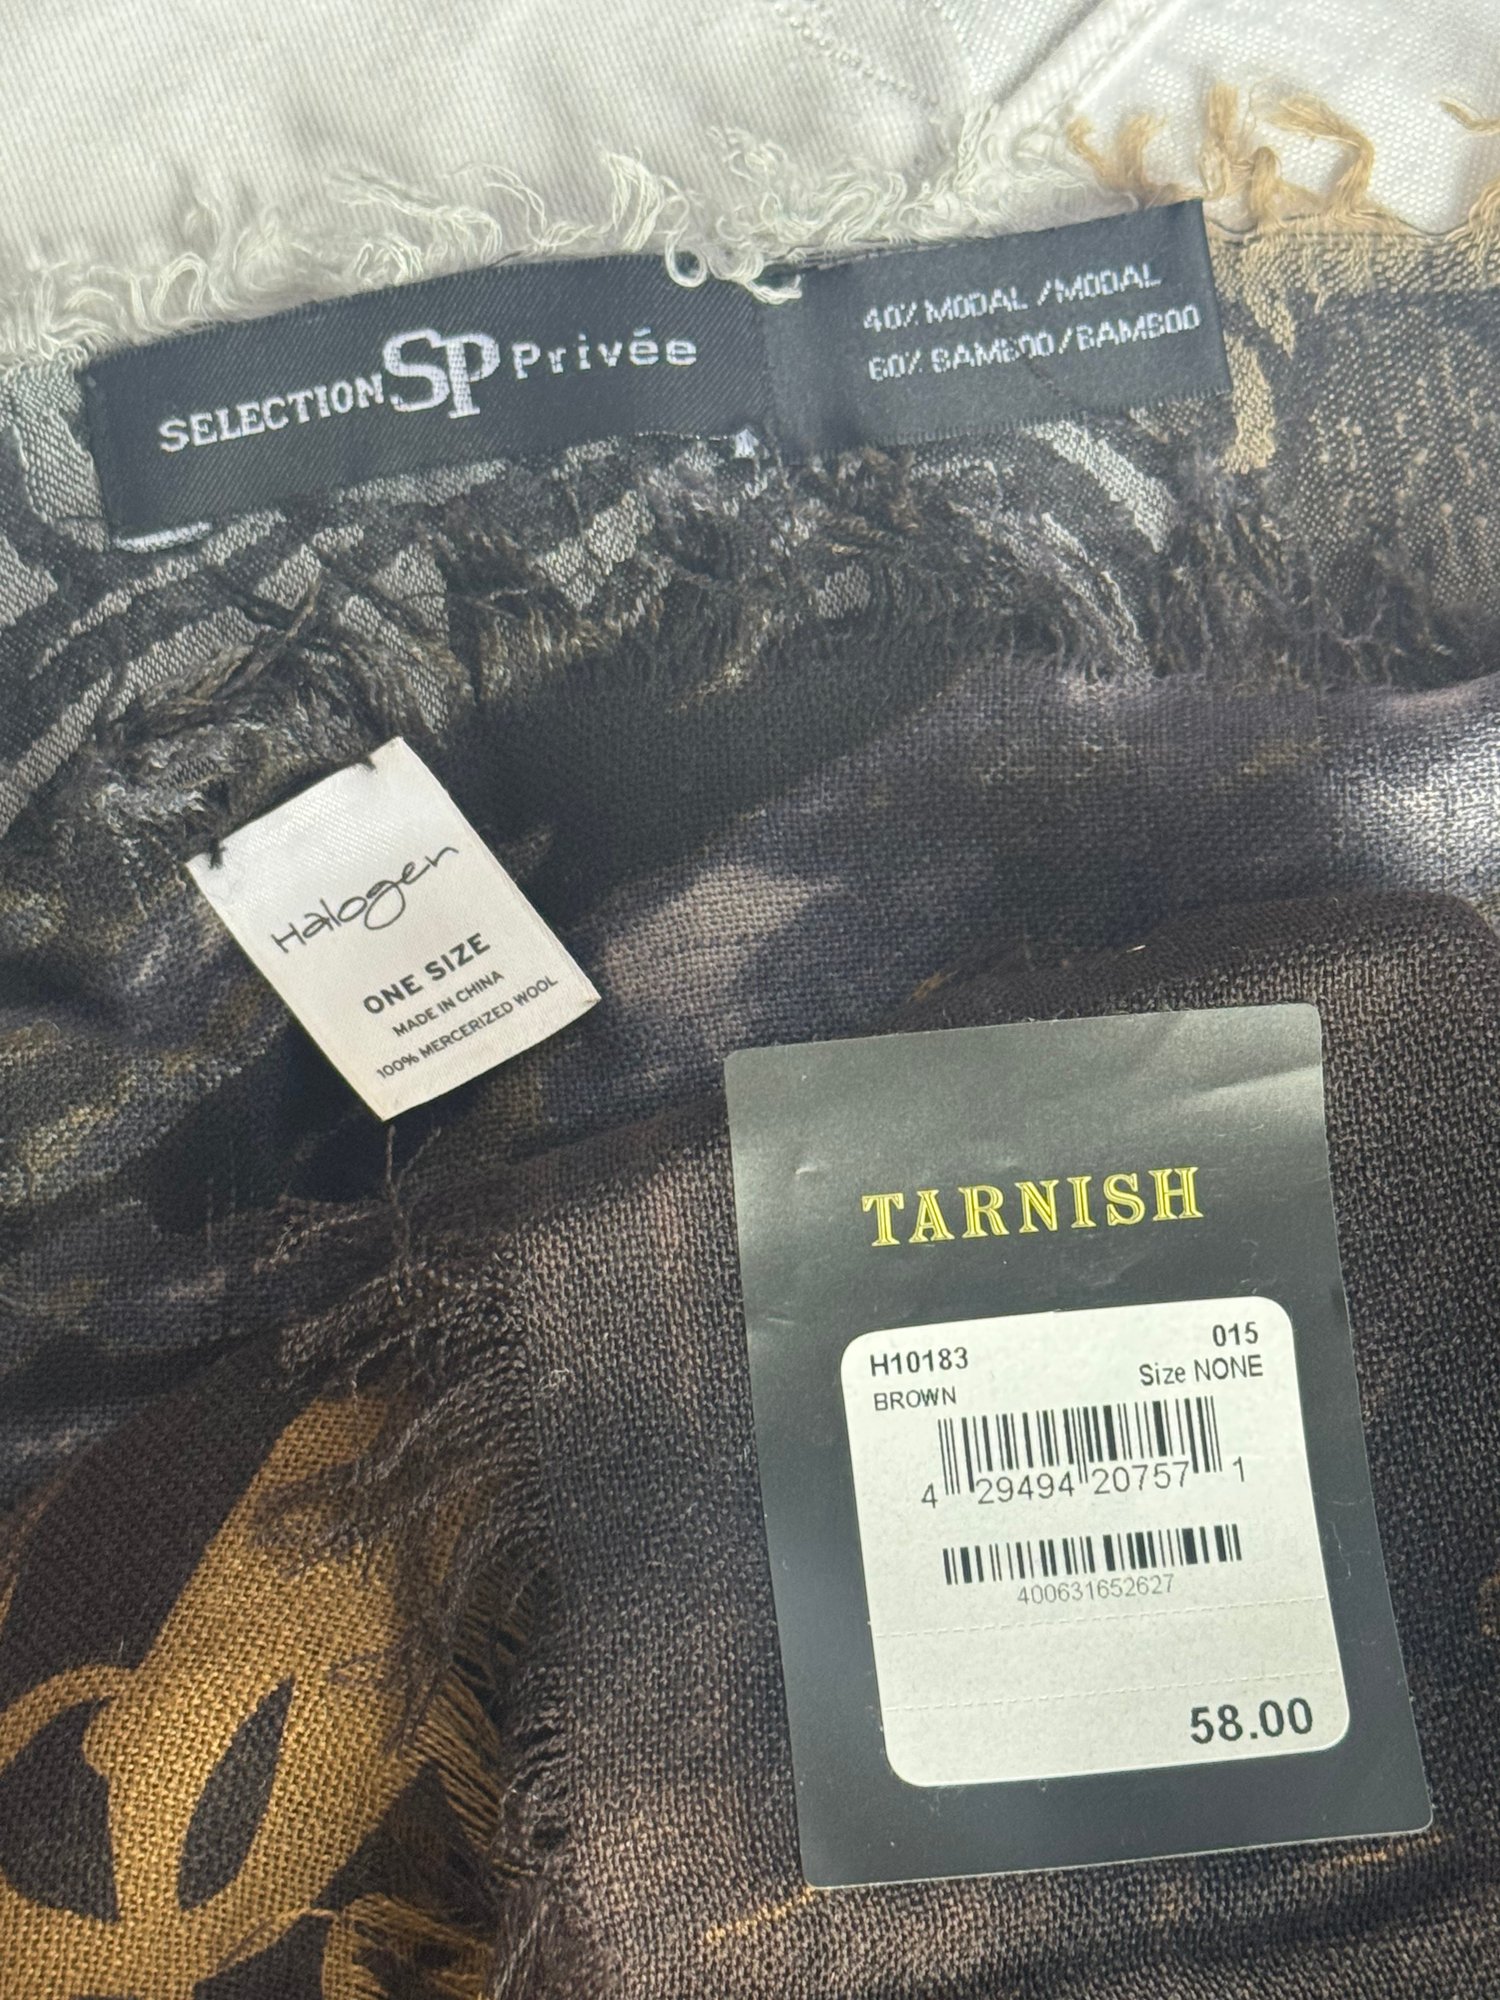 SELECTION SP Privée
40% MODAL / MODAL
60% BAMBOO / BAMBOO
Halogen
ONE SIZE
MADE IN CHINA
100% MERCERIZED WOOL
TARNISH
H10183 015
BROWN Size NONE
4 29494 20757 1
400631652627
58.00